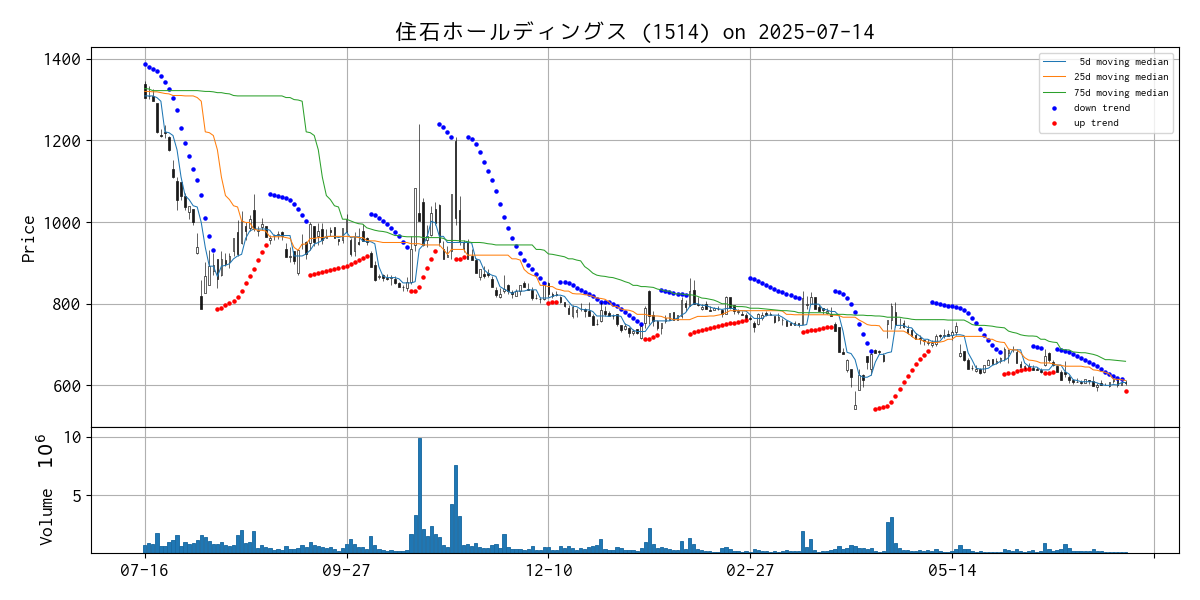 住石ホールディングス (1514) on 2025-07-14
1400
1200
1000
800
600
Price
5d moving median
25d moving median
75d moving median
down trend
up trend
10
5
Volume 10⁶
07-16
09-27
12-10
02-27
05-14